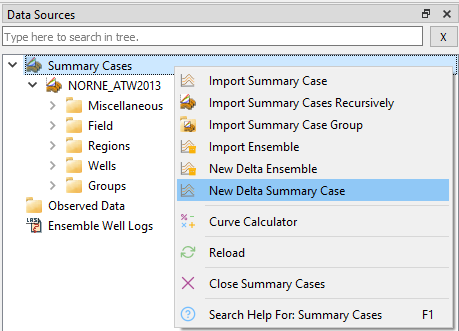 Data Sources
Type here to search in tree.
X
Summary Cases
NORNE_ATW2013
Miscellaneous
Field
Regions
Wells
Groups
Observed Data
LAS
Ensemble Well Logs
Import Summary Case
Import Summary Cases Recursively
Import Summary Case Group
Import Ensemble
New Delta Ensemble
New Delta Summary Case
Curve Calculator
Reload
Close Summary Cases
Search Help For: Summary Cases F1